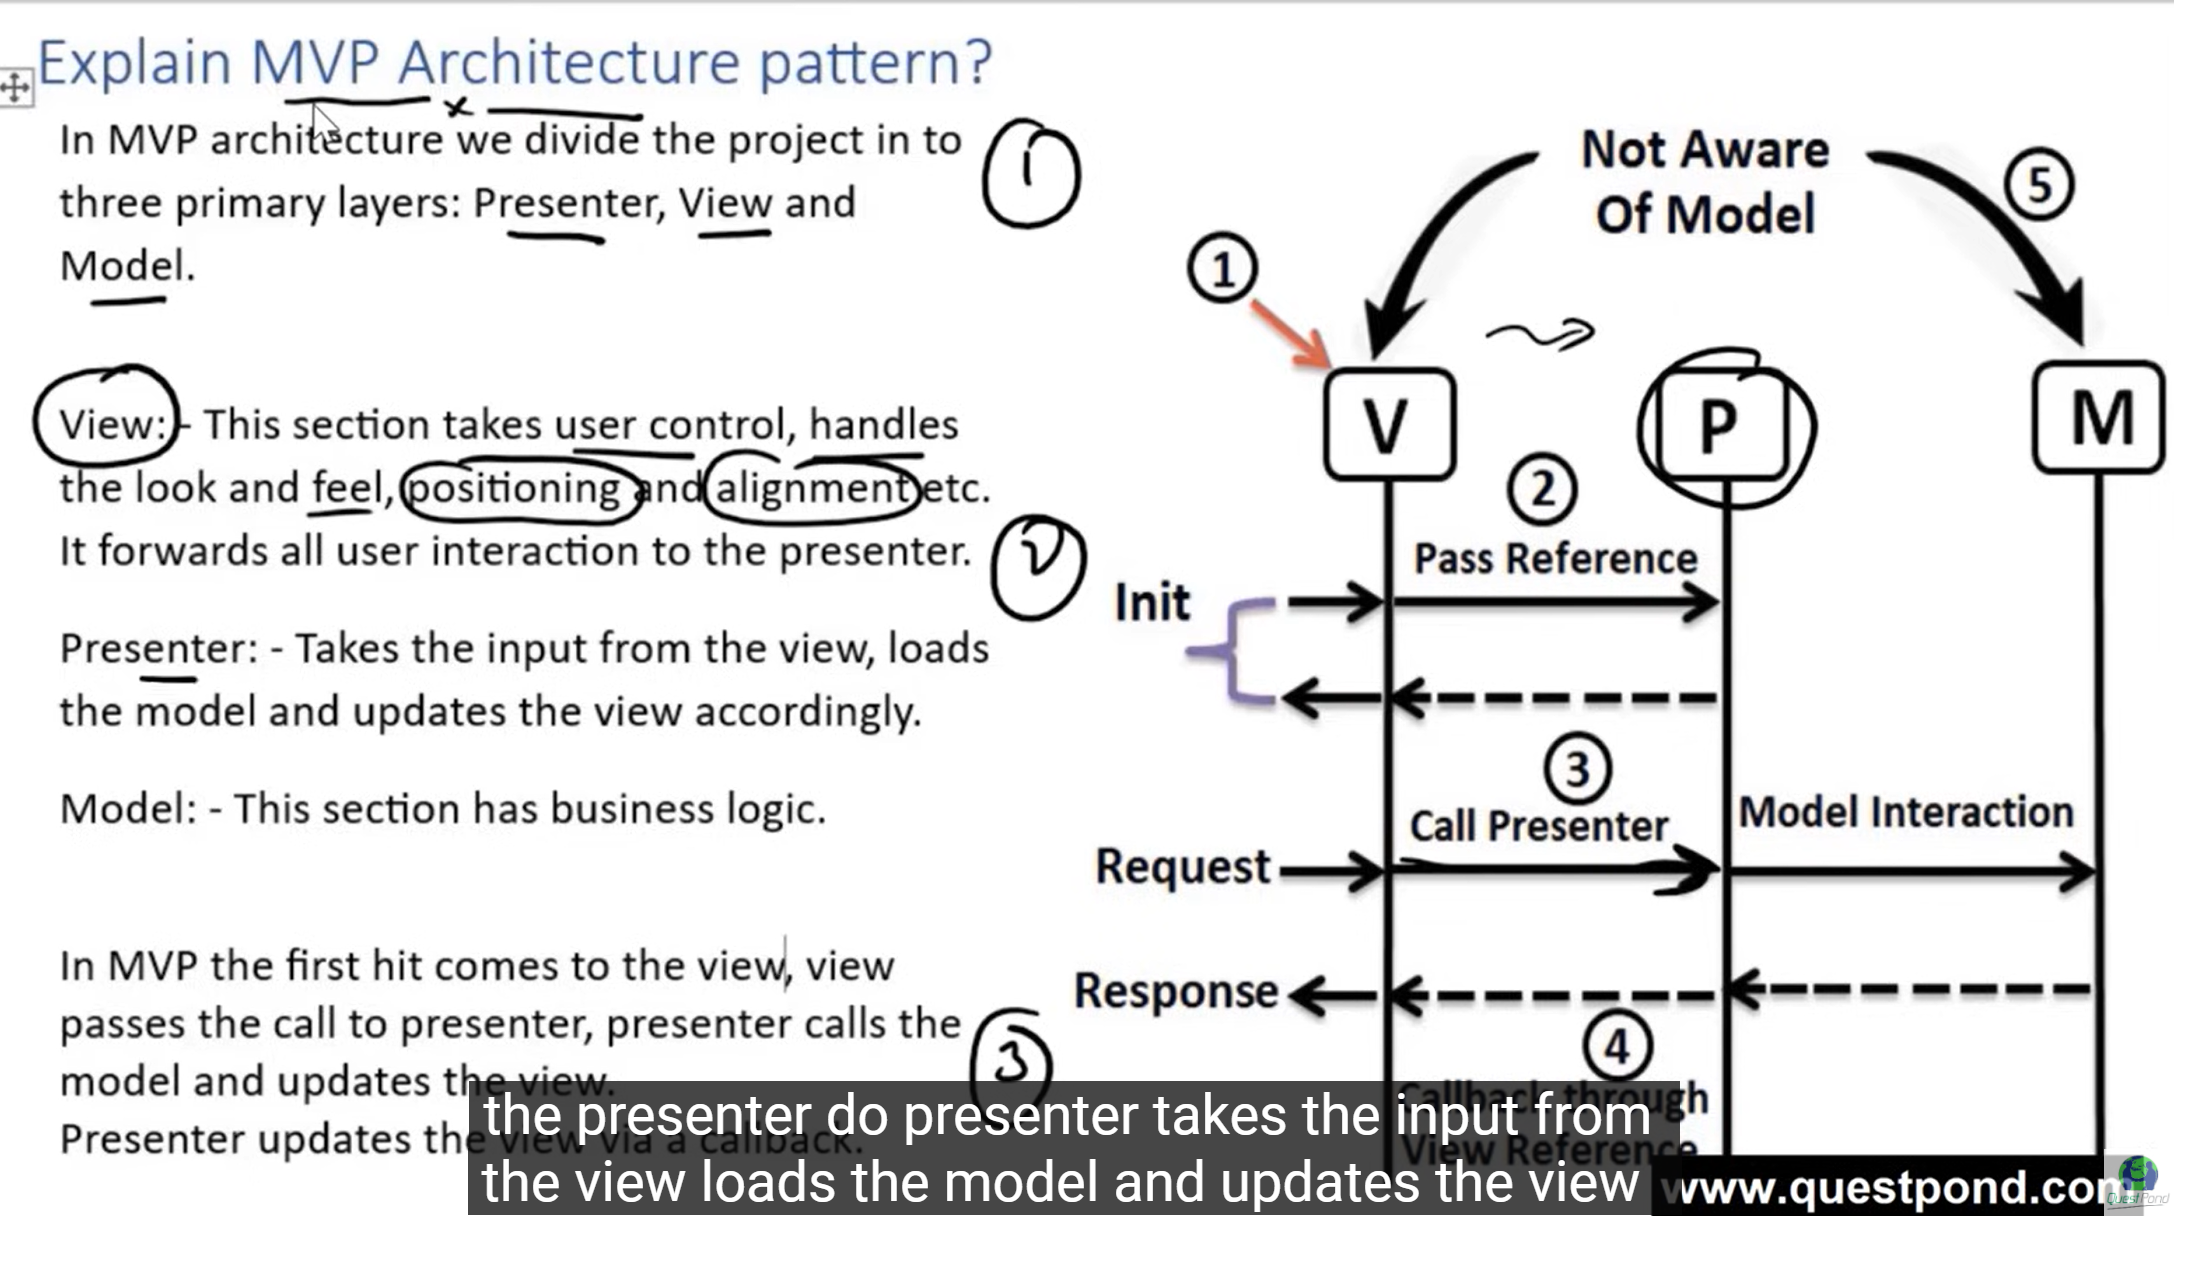 Explain MVP Architecture pattern?
In MVP architecture we divide the project in to
three primary layers: Presenter, View and
Model.
1
View: - This section takes user control, handles
the look and feel, positioning and alignment etc.
It forwards all user interaction to the presenter.
2
Presenter: - Takes the input from the view, loads
the model and updates the view accordingly.
Model: - This section has business logic.
In MVP the first hit comes to the view, view
passes the call to presenter, presenter calls the
model and updates the view.
Presenter updates the view via a callback.
3
Not Aware
Of Model
5
1
V
P
M
2
Pass Reference
Init
3
Call Presenter
Model Interaction
Request
Response
4
Callback through
View Reference
the presenter do presenter takes the input from
the view loads the model and updates the view
www.questpond.com
QuestPond